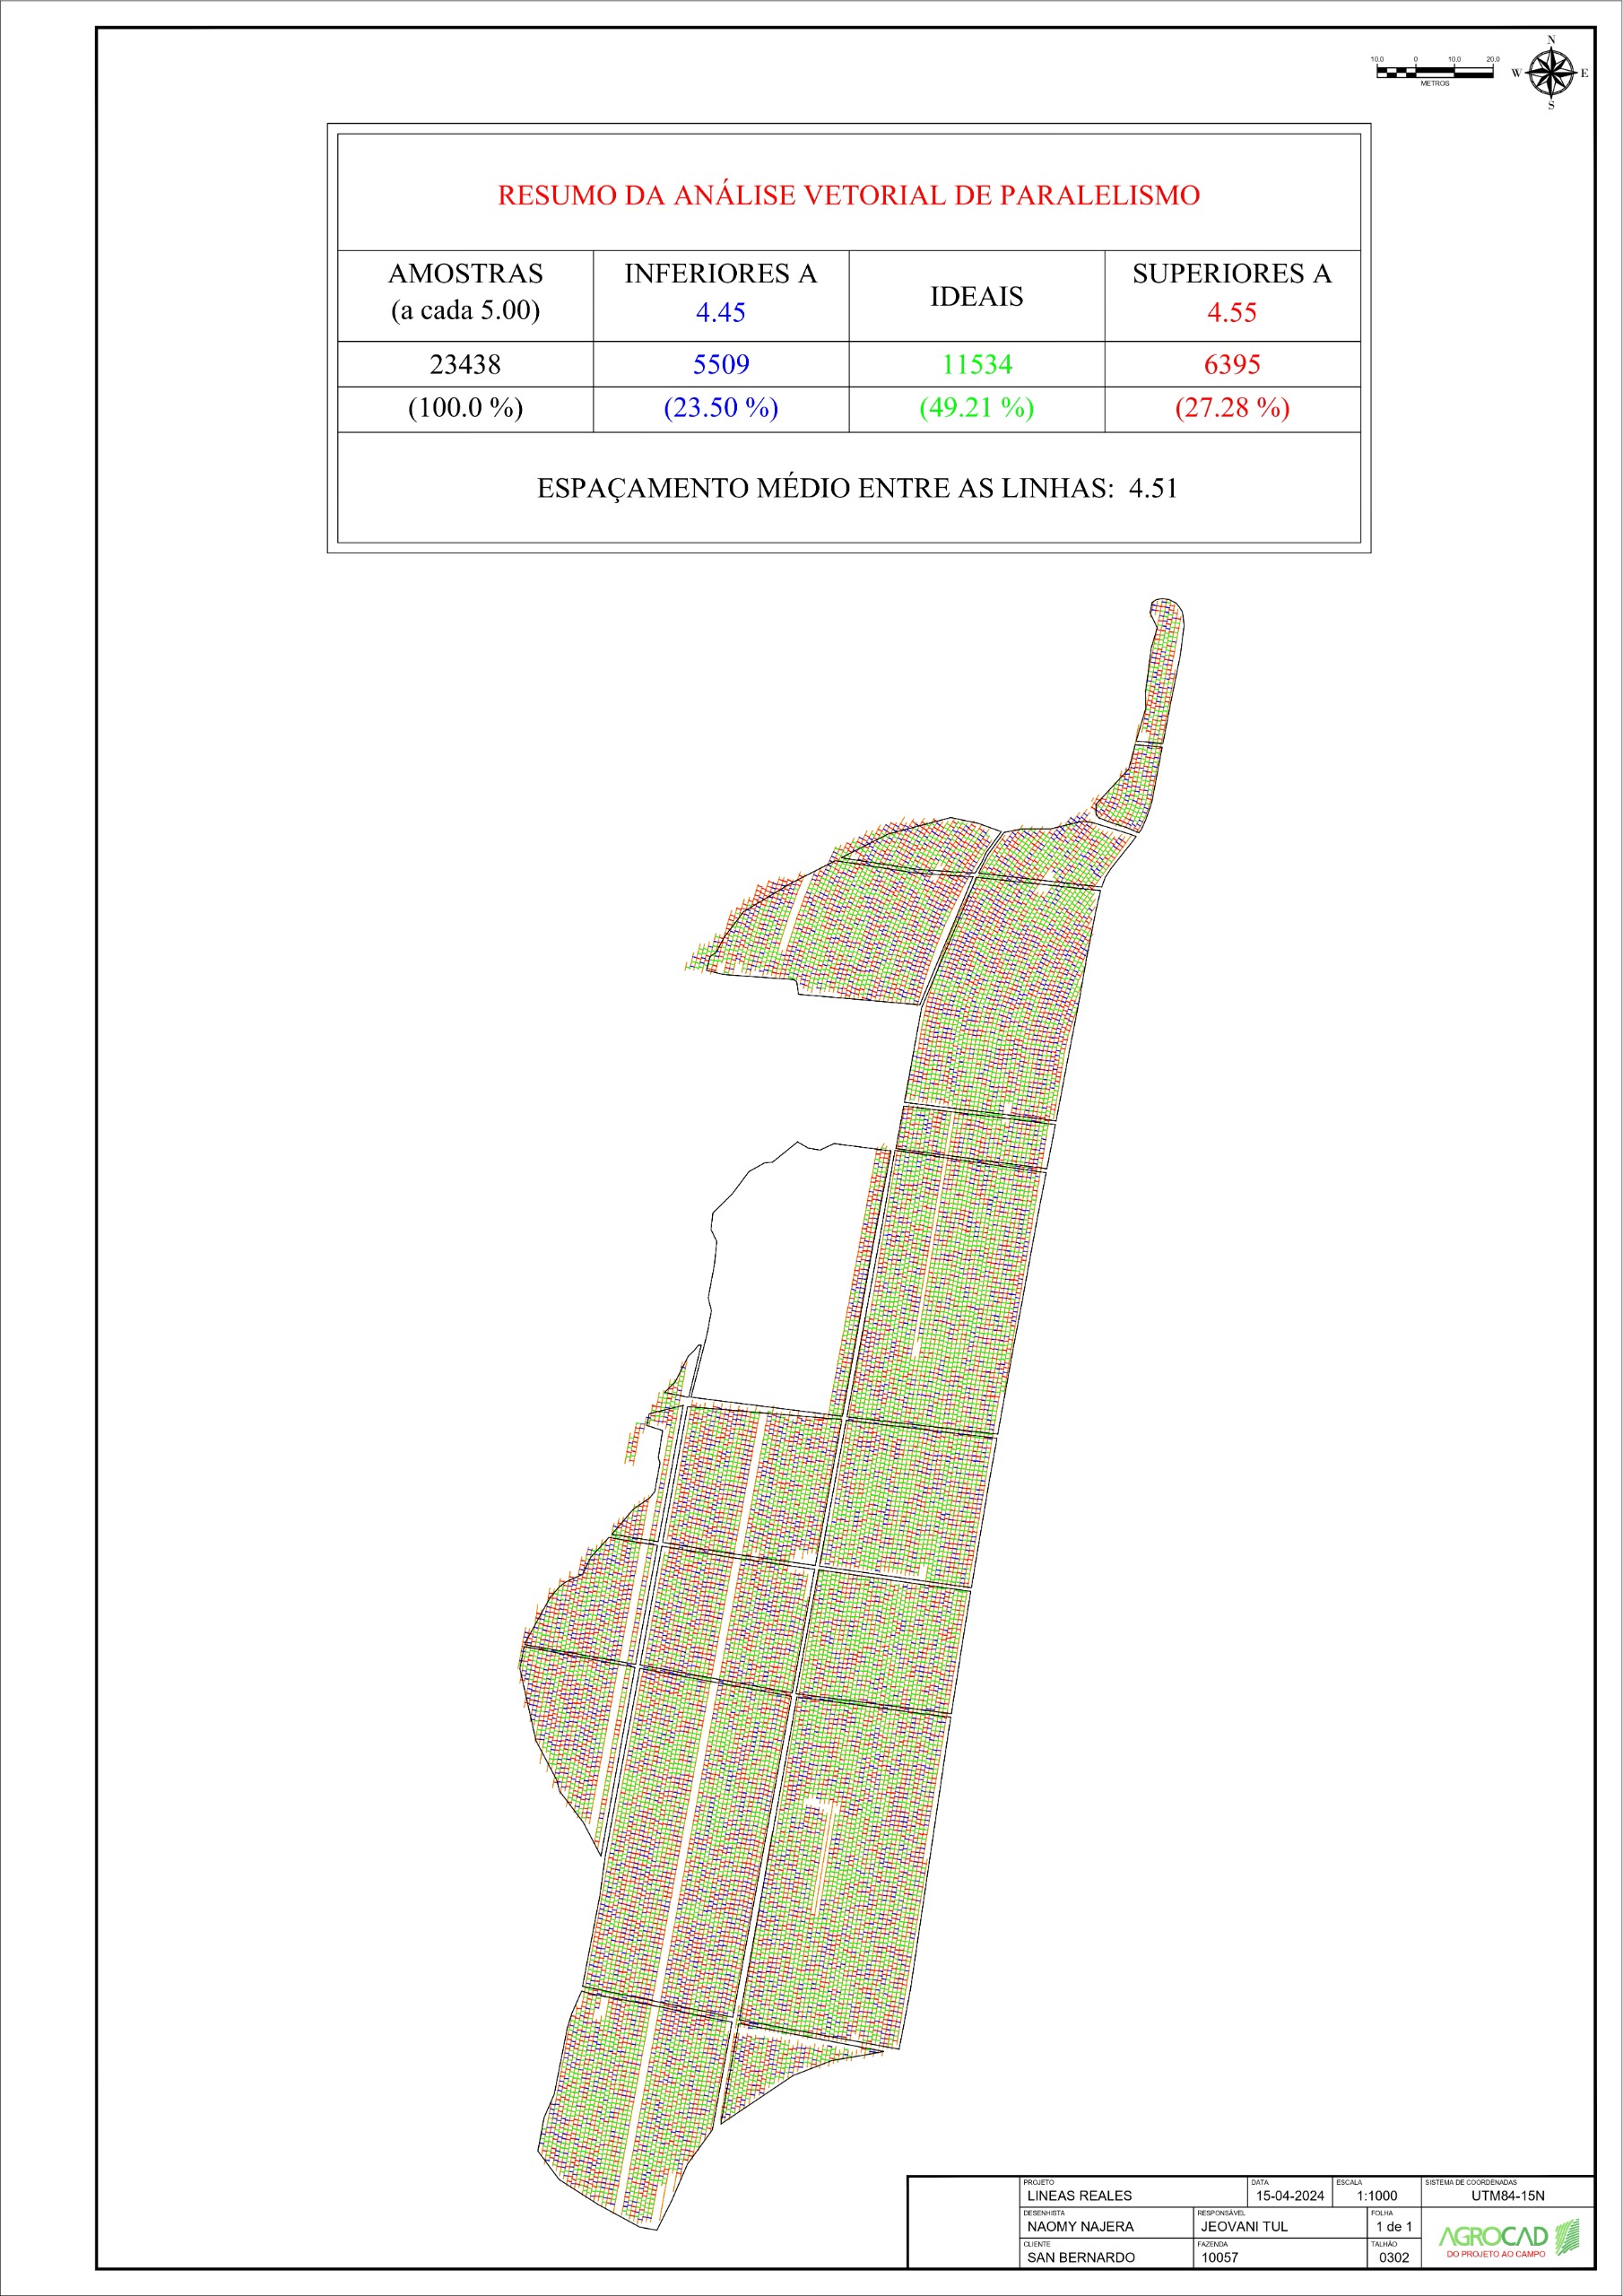 N
10.0 0 10.0 20.0
W E
METROS
S
RESUMO DA ANÁLISE VETORIAL DE PARALELISMO
AMOSTRAS INFERIORES A IDEAIS SUPERIORES A
(a cada 5.00) 4.45 4.55
23438 5509 11534 6395
(100.0 %) (23.50 %) (49.21 %) (27.28 %)
ESPAÇAMENTO MÉDIO ENTRE AS LINHAS: 4.51
PROJETO DATA ESCALA SISTEMA DE COORDENADAS
LINEAS REALES 15-04-2024 1:1000 UTM84-15N
DESENHISTA RESPONSÁVEL FOLHA
NAOMY NAJERA JEOVANI TUL 1 de 1
CLIENTE FAZENDA TALHÃO
SAN BERNARDO 10057 0302
AGROCAD
DO PROJETO AO CAMPO